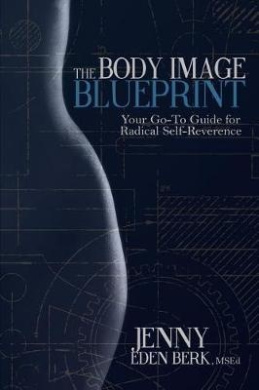 THE BODY IMAGE
BLUEPRINT
Your Go-To Guide for
Radical Self-Reverence
JENNY
EDEN BERK, MSEd